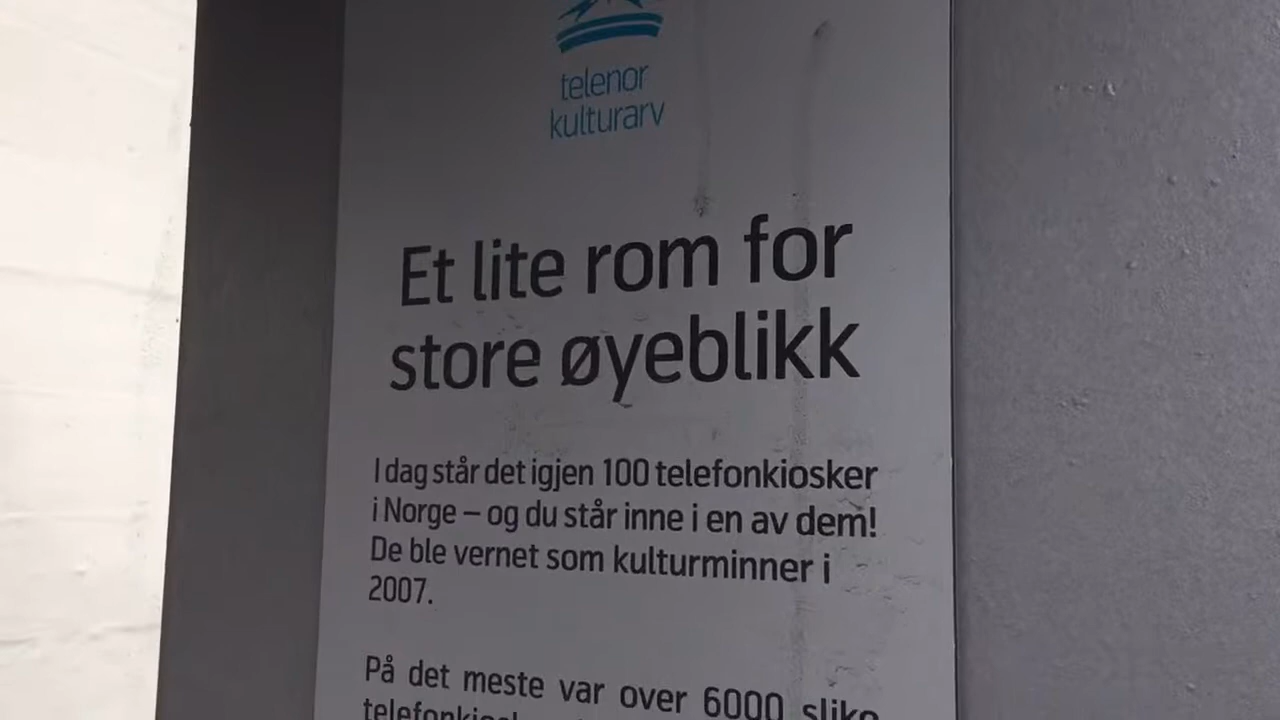 telenor
kulturarv
Et lite rom for
store øyeblikk
I dag står det igjen 100 telefonkiosker
i Norge – og du står inne i en av dem!
De ble vernet som kulturminner i
2007.
På det meste var over 6000 slike